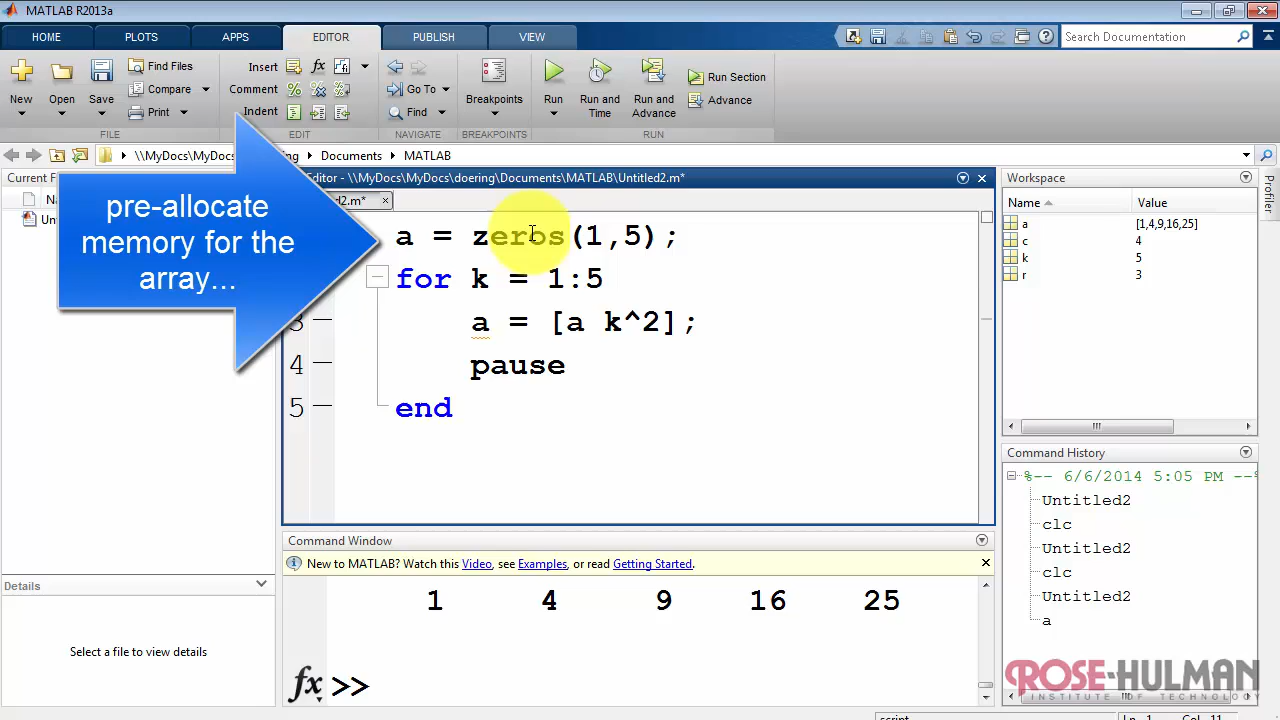 MATLAB R2013a
HOME PLOTS APPS EDITOR PUBLISH VIEW
Search Documentation
New Open Save
Find Files
Compare
Print
Insert
Comment
Indent
Go To
Find
Breakpoints
Run
Run and Time
Run and Advance
Run Section
Advance
FILE EDIT NAVIGATE BREAKPOINTS RUN
\\MyDocs\MyDocs Documents MATLAB
pre-allocate
memory for the
array...
Editor - \\MyDocs\MyDocs\doering\Documents\MATLAB\Untitled2.m*
a = zeros(1,5);
for k = 1:5
3 a = [a k^2];
4 pause
5 end
Workspace
Name Value
a [1,4,9,16,25]
c 4
k 5
r 3
Profiler
Command History
%-- 6/6/2014 5:05 PM --%
Untitled2
clc
Untitled2
clc
Untitled2
a
Command Window
New to MATLAB? Watch this Video, see Examples, or read Getting Started.
1 4 9 16 25
fx >>
Details
Select a file to view details
ROSE-HULMAN
INSTITUTE OF TECHNOLOGY